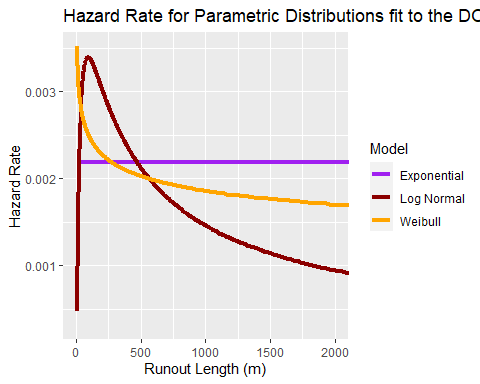 Hazard Rate for Parametric Distributions fit to the DC
0.003
0.002
0.001
Hazard Rate
0
500
1000
1500
2000
Runout Length (m)
Model
Exponential
Log Normal
Weibull